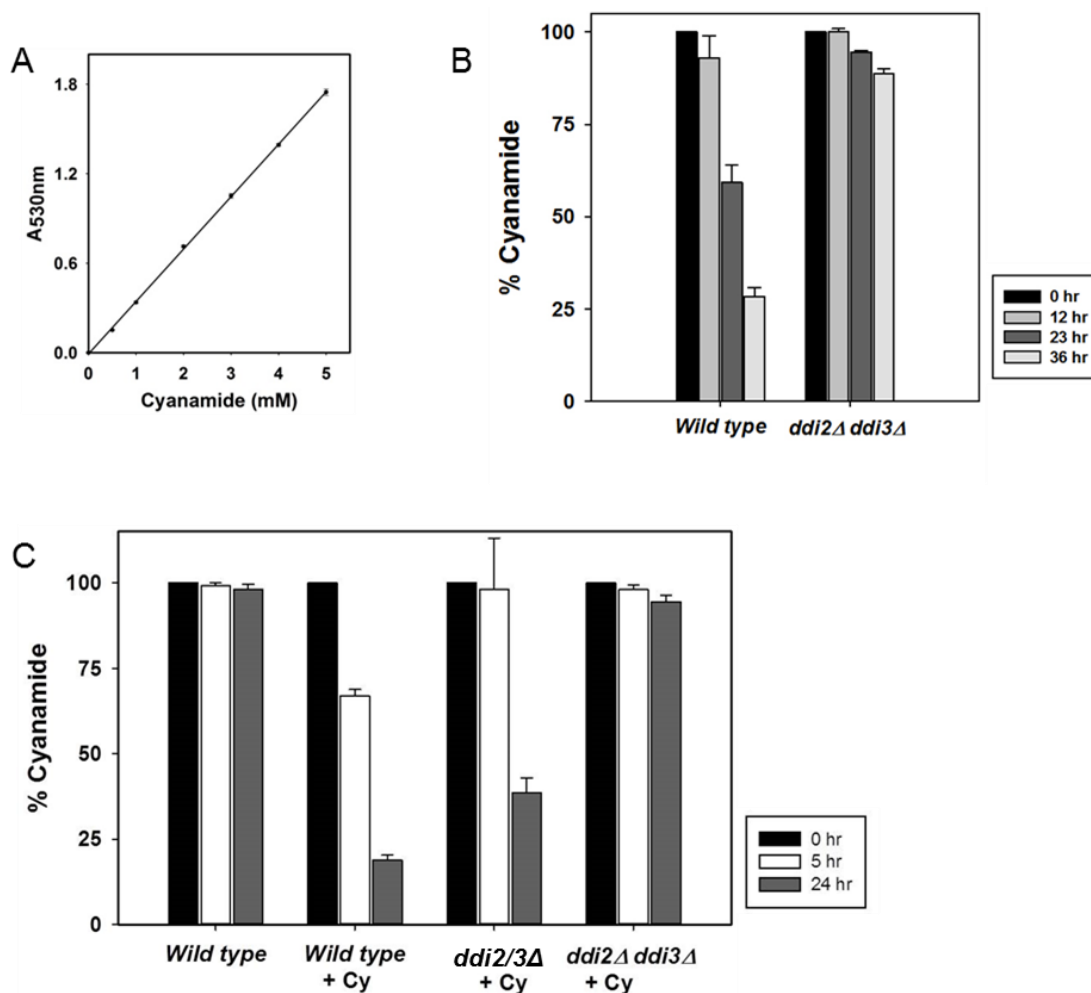 A
A530nm
1.8
1.2
0.6
0.0
0 1 2 3 4 5
Cyanamide (mM)
B
% Cyanamide
100
75
50
25
0
Wild type ddi2Δ ddi3Δ
0 hr
12 hr
23 hr
36 hr
C
% Cyanamide
100
75
50
25
0
Wild type Wild type ddi2/3Δ ddi2Δ ddi3Δ
+ Cy + Cy + Cy
0 hr
5 hr
24 hr